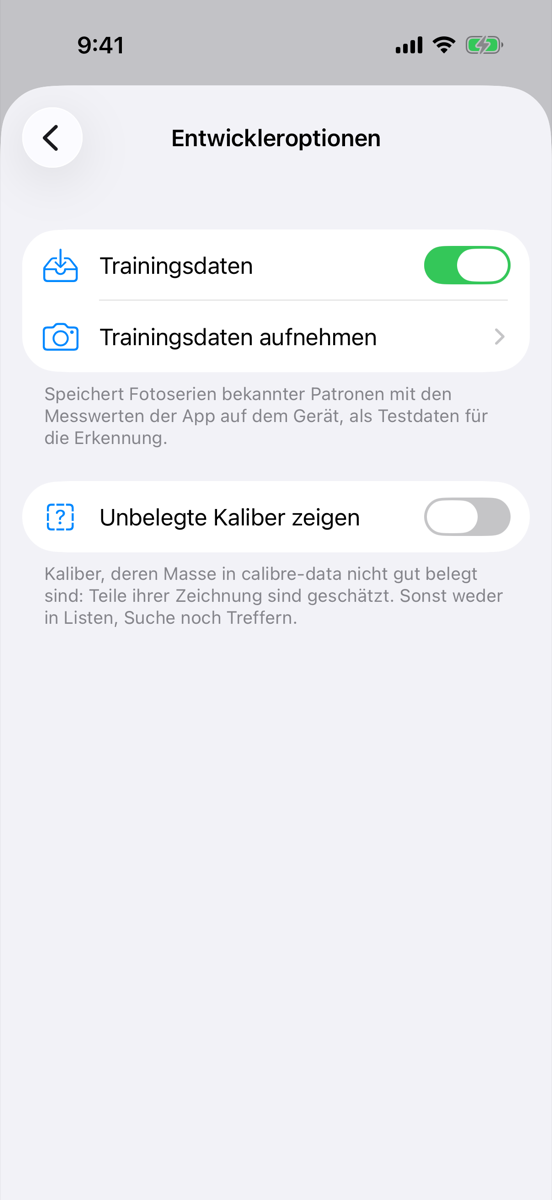 9:41
Entwickleroptionen
Trainingsdaten
Trainingsdaten aufnehmen
Speichert Fotoserien bekannter Patronen mit den
Messwerten der App auf dem Gerät, als Testdaten für
die Erkennung.
Unbelegte Kaliber zeigen
Kaliber, deren Masse in calibre-data nicht gut belegt
sind: Teile ihrer Zeichnung sind geschätzt. Sonst weder
in Listen, Suche noch Treffern.